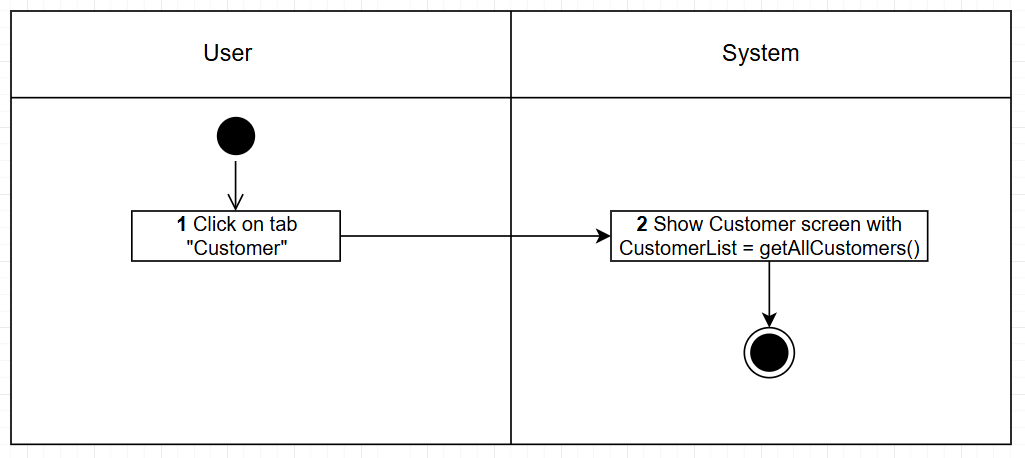 User
System
1 Click on tab
"Customer"
2 Show Customer screen with
CustomerList = getAllCustomers()